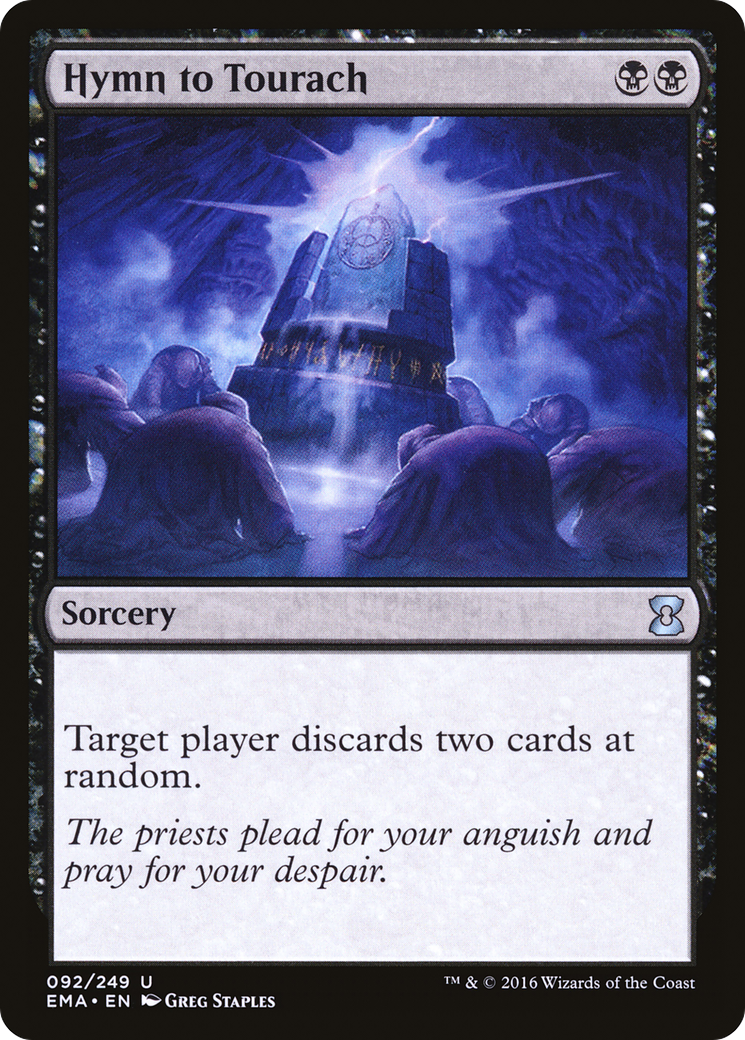 Hymn to Tourach
Sorcery
Target player discards two cards at
random.
The priests plead for your anguish and
pray for your despair.
092/249 U
™ & © 2016 Wizards of the Coast
EMA • EN Greg Staples